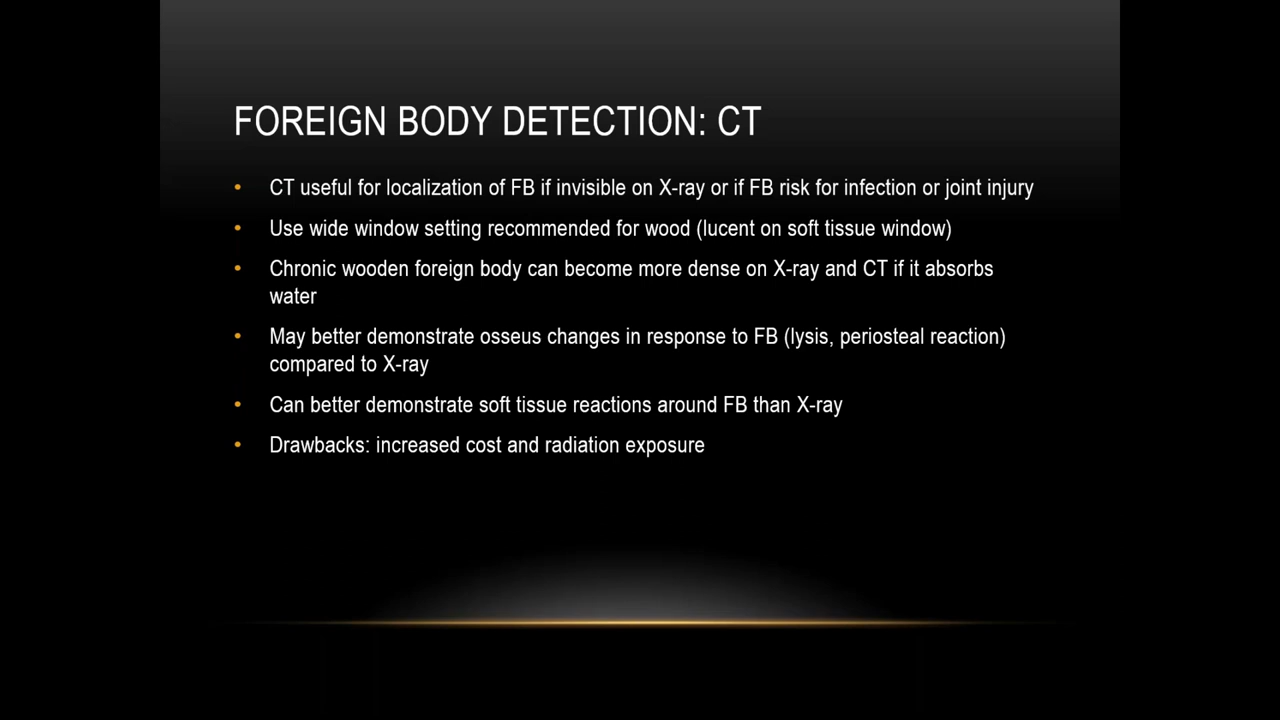 FOREIGN BODY DETECTION: CT
• CT useful for localization of FB if invisible on X-ray or if FB risk for infection or joint injury
• Use wide window setting recommended for wood (lucent on soft tissue window)
• Chronic wooden foreign body can become more dense on X-ray and CT if it absorbs
water
• May better demonstrate osseus changes in response to FB (lysis, periosteal reaction)
compared to X-ray
• Can better demonstrate soft tissue reactions around FB than X-ray
• Drawbacks: increased cost and radiation exposure